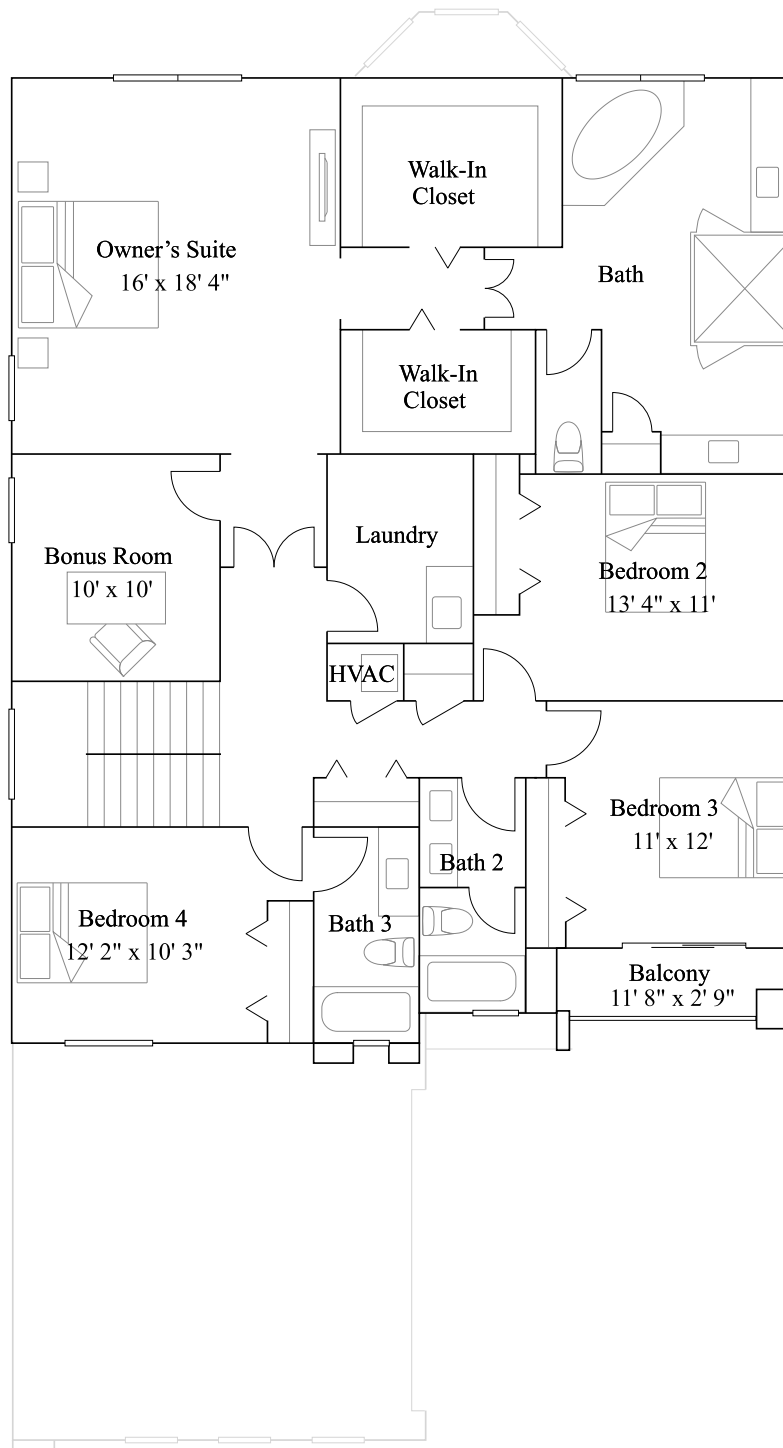 Walk-In
Closet
Owner's Suite
16' x 18' 4"
Bath
Walk-In
Closet
Laundry
Bonus Room
10' x 10'
Bedroom 2
13' 4" x 11'
HVAC
Bedroom 3
11' x 12'
Bath 2
Bedroom 4
12' 2" x 10' 3"
Bath 3
Balcony
11' 8" x 2' 9"